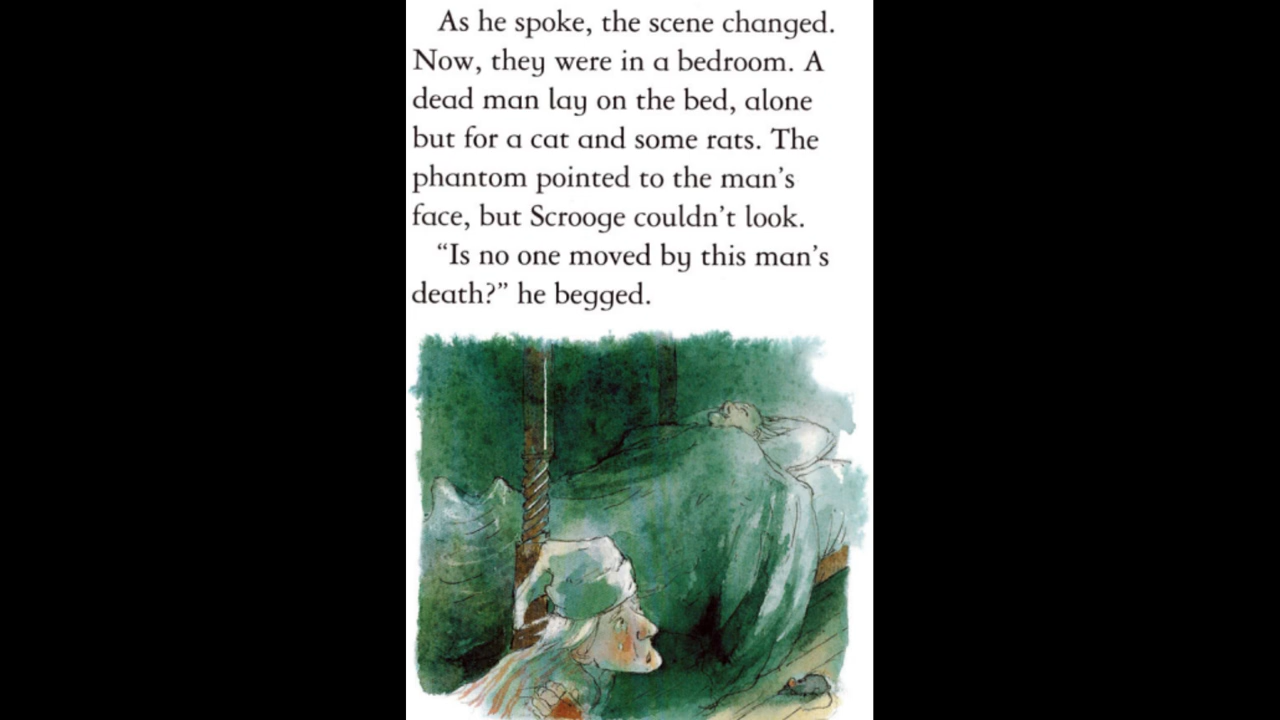 As he spoke, the scene changed.
Now, they were in a bedroom. A
dead man lay on the bed, alone
but for a cat and some rats. The
phantom pointed to the man's
face, but Scrooge couldn't look.
“Is no one moved by this man's
death?” he begged.